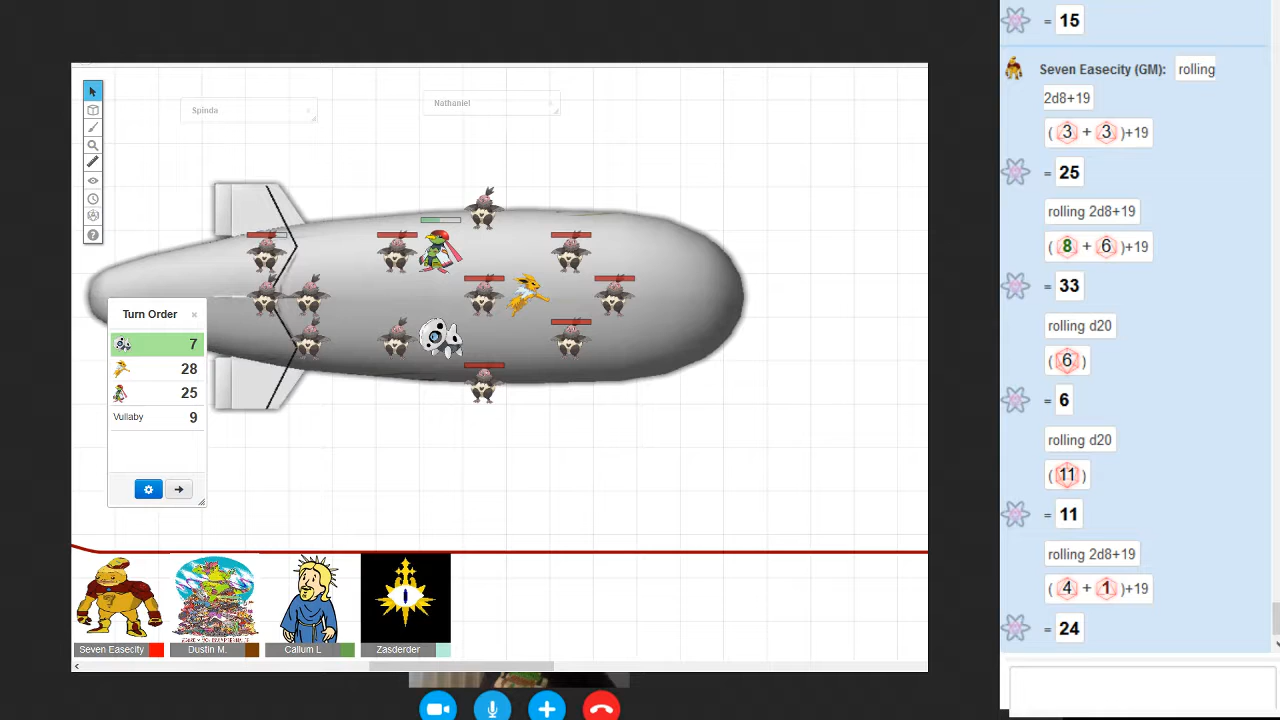 Spinda
Nathaniel
Turn Order
7
28
25
Vullaby 9
Seven Easecity
Dustin M.
Callum L
Zasderder
= 15
Seven Easecity (GM): rolling
2d8+19
(3 + 3)+19
= 25
rolling 2d8+19
(8 + 6)+19
= 33
rolling d20
(6)
= 6
rolling d20
(11)
= 11
rolling 2d8+19
(4 + 1)+19
= 24